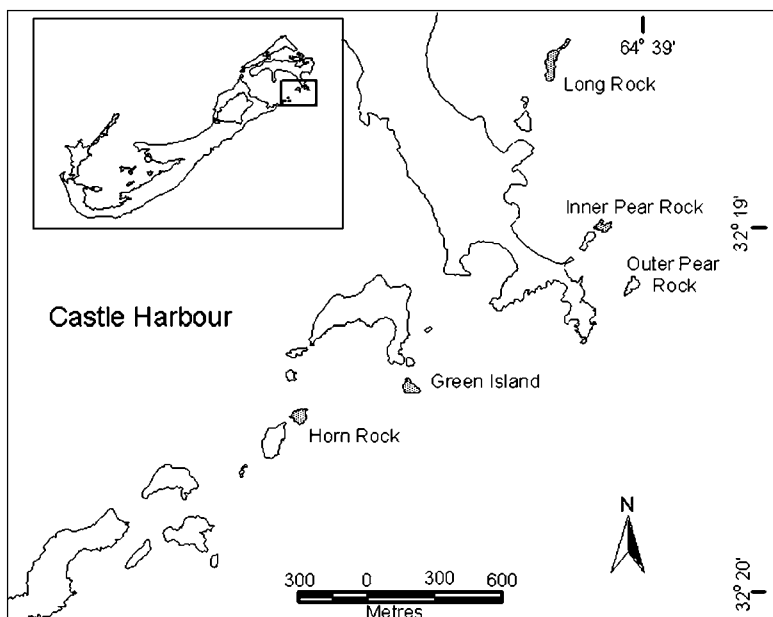 64° 39'
Long Rock
Inner Pear Rock
32° 19'
Outer Pear
Rock
Castle Harbour
Green Island
Horn Rock
N
300 0 300 600
Metres
32° 20'